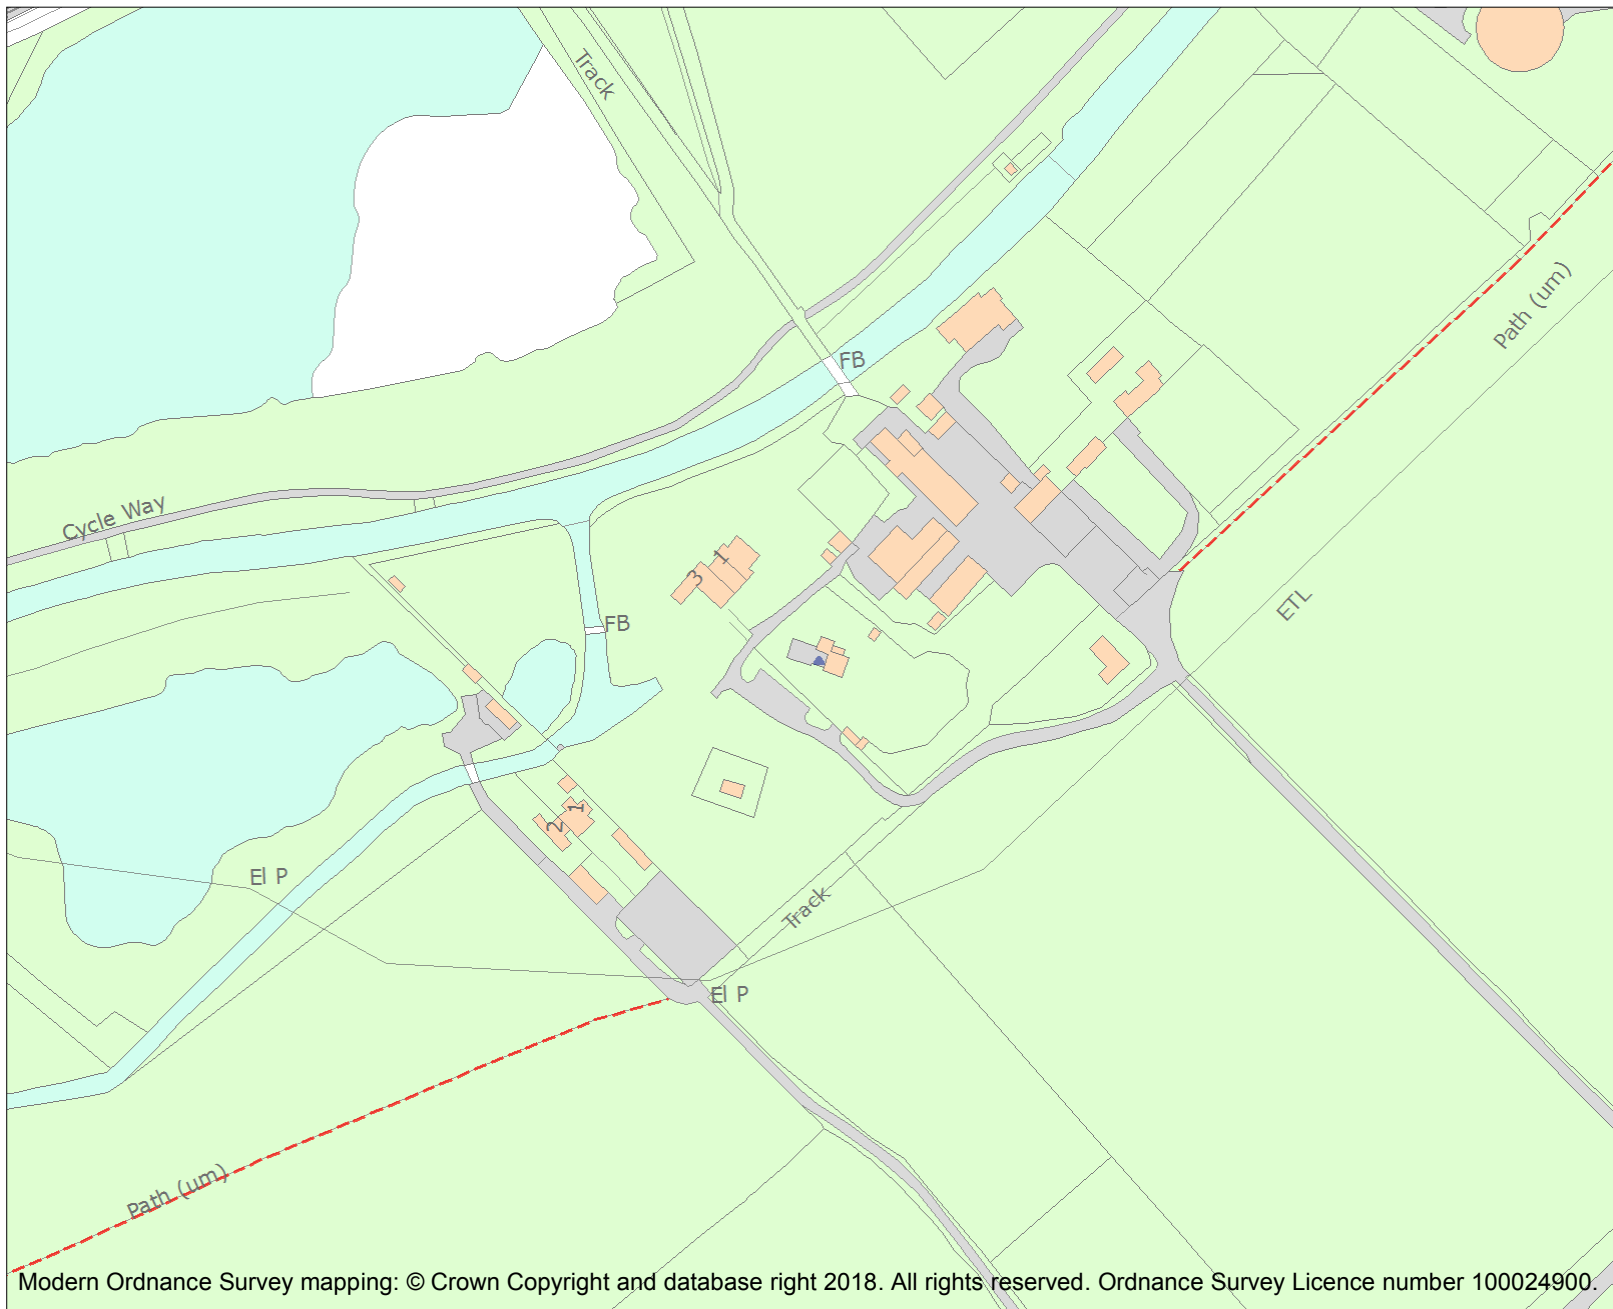 Track
Path (um)
FB
Cycle Way
1
3
ETL
FB
1
2
El P
Track
El P
Path (um)
Modern Ordnance Survey mapping: © Crown Copyright and database right 2018. All rights reserved. Ordnance Survey Licence number 100024900.